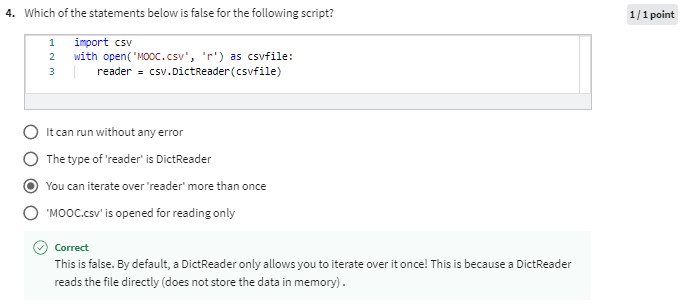 4. Which of the statements below is false for the following script?
1 / 1 point
1 import csv
2 with open('MOOC.csv', 'r') as csvfile:
3 reader = csv.DictReader(csvfile)
It can run without any error
The type of 'reader' is DictReader
You can iterate over 'reader' more than once
'MOOC.csv' is opened for reading only
Correct
This is false. By default, a DictReader only allows you to iterate over it once! This is because a DictReader
reads the file directly (does not store the data in memory) .